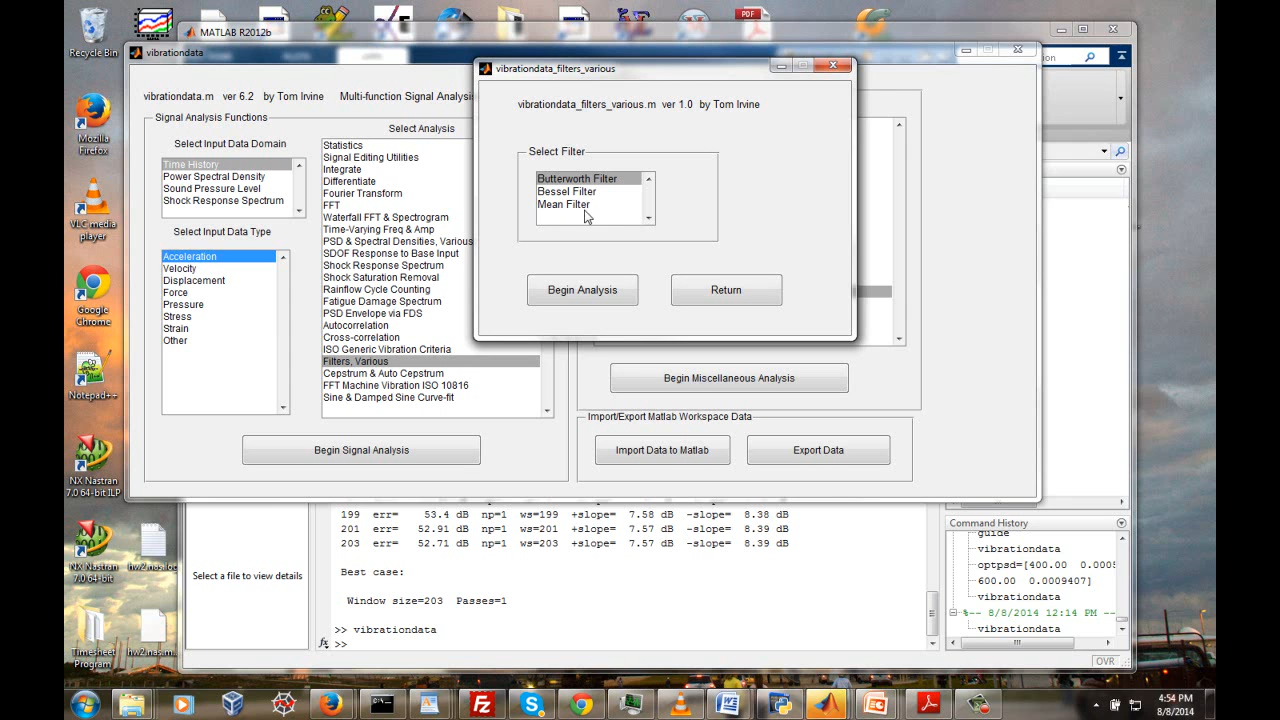 PDF
Recycle Bin
Mozilla
Firefox
VLC media
player
Google
Chrome
Notepad++
NX Nastran
7.0 64-bit ILP
NX Nastran
7.0 64-bit
hw2.nas.loc
Timesheet
Program
hw2.nas.m
MATLAB R2012b
vibrationdata
vibrationdata.m ver 6.2 by Tom Irvine Multi-function Signal Analysis
Signal Analysis Functions
Select Input Data Domain
Time History
Power Spectral Density
Sound Pressure Level
Shock Response Spectrum
Select Input Data Type
Acceleration
Velocity
Displacement
Force
Pressure
Stress
Strain
Other
Select Analysis
Statistics
Signal Editing Utilities
Integrate
Differentiate
Fourier Transform
FFT
Waterfall FFT & Spectrogram
Time-Varying Freq & Amp
PSD & Spectral Densities, Various
SDOF Response to Base Input
Shock Response Spectrum
Shock Saturation Removal
Rainflow Cycle Counting
Fatigue Damage Spectrum
PSD Envelope via FDS
Autocorrelation
Cross-correlation
ISO Generic Vibration Criteria
Filters, Various
Cepstrum & Auto Cepstrum
FFT Machine Vibration ISO 10816
Sine & Damped Sine Curve-fit
Begin Signal Analysis
vibrationdata_filters_various
vibrationdata_filters_various.m ver 1.0 by Tom Irvine
Select Filter
Butterworth Filter
Bessel Filter
Mean Filter
Begin Analysis
Return
Begin Miscellaneous Analysis
Import/Export Matlab Workspace Data
Import Data to Matlab
Export Data
Select a file to view details
199 err= 53.4 dB np=1 ws=199 +slope= 7.58 dB -slope= 8.38 dB
201 err= 52.91 dB np=1 ws=201 +slope= 7.57 dB -slope= 8.39 dB
203 err= 52.71 dB np=1 ws=203 +slope= 7.57 dB -slope= 8.39 dB
Best case:
Window size=203 Passes=1
>> vibrationdata
fx >>
Command History
guide
vibrationdata
optpsd=[400.00 0.0005
600.00 0.0009407]
vibrationdata
%-- 8/8/2014 12:14 PM --
vibrationdata
OVR
4:54 PM
8/8/2014